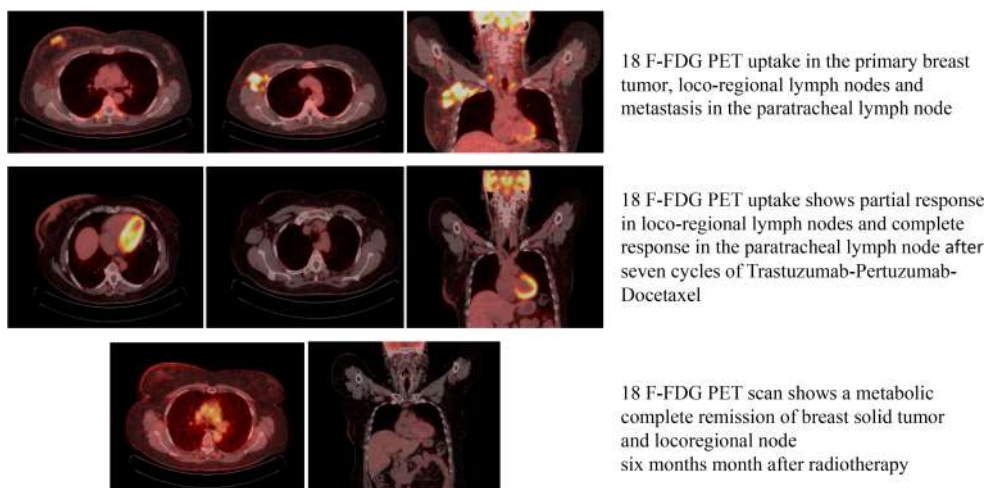 18 F-FDG PET uptake in the primary breast
tumor, loco-regional lymph nodes and
metastasis in the paratracheal lymph node
18 F-FDG PET uptake shows partial response
in loco-regional lymph nodes and complete
response in the paratracheal lymph node after
seven cycles of Trastuzumab-Pertuzumab-
Docetaxel
18 F-FDG PET scan shows a metabolic
complete remission of breast solid tumor
and locoregional node
six months month after radiotherapy